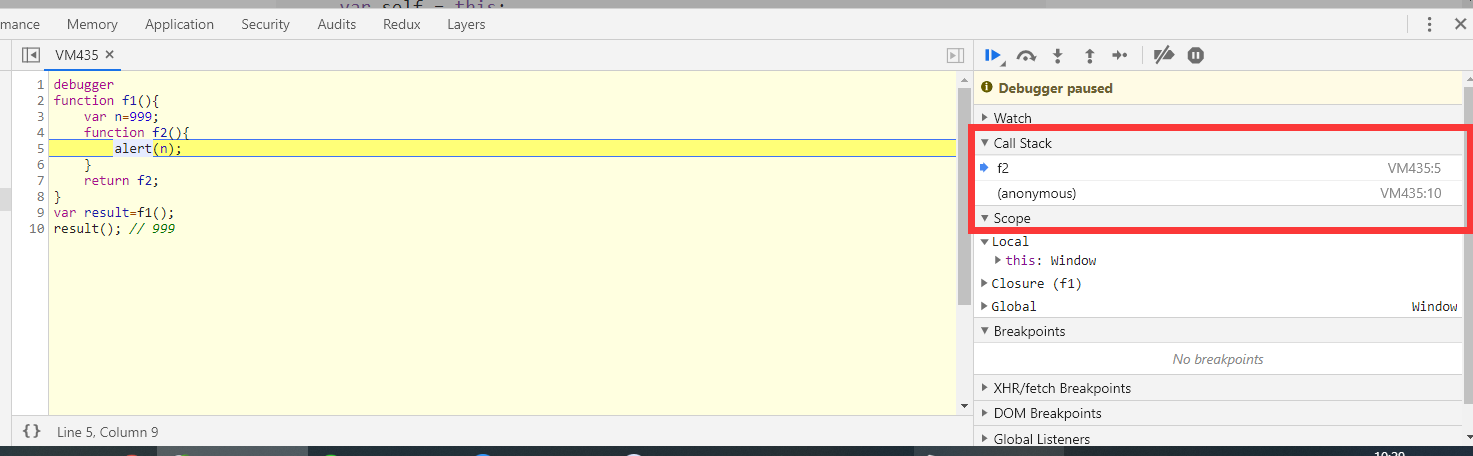 var self = this;
mance Memory Application Security Audits Redux Layers
VM435 ×
1 debugger
2 function f1(){
3 var n=999;
4 function f2(){
5 alert(n);
6 }
7 return f2;
8 }
9 var result=f1();
10 result(); // 999
{} Line 5, Column 9
Debugger paused
Watch
Call Stack
f2 VM435:5
(anonymous) VM435:10
Scope
Local
this: Window
Closure (f1)
Global Window
Breakpoints
No breakpoints
XHR/fetch Breakpoints
DOM Breakpoints
Global Listeners